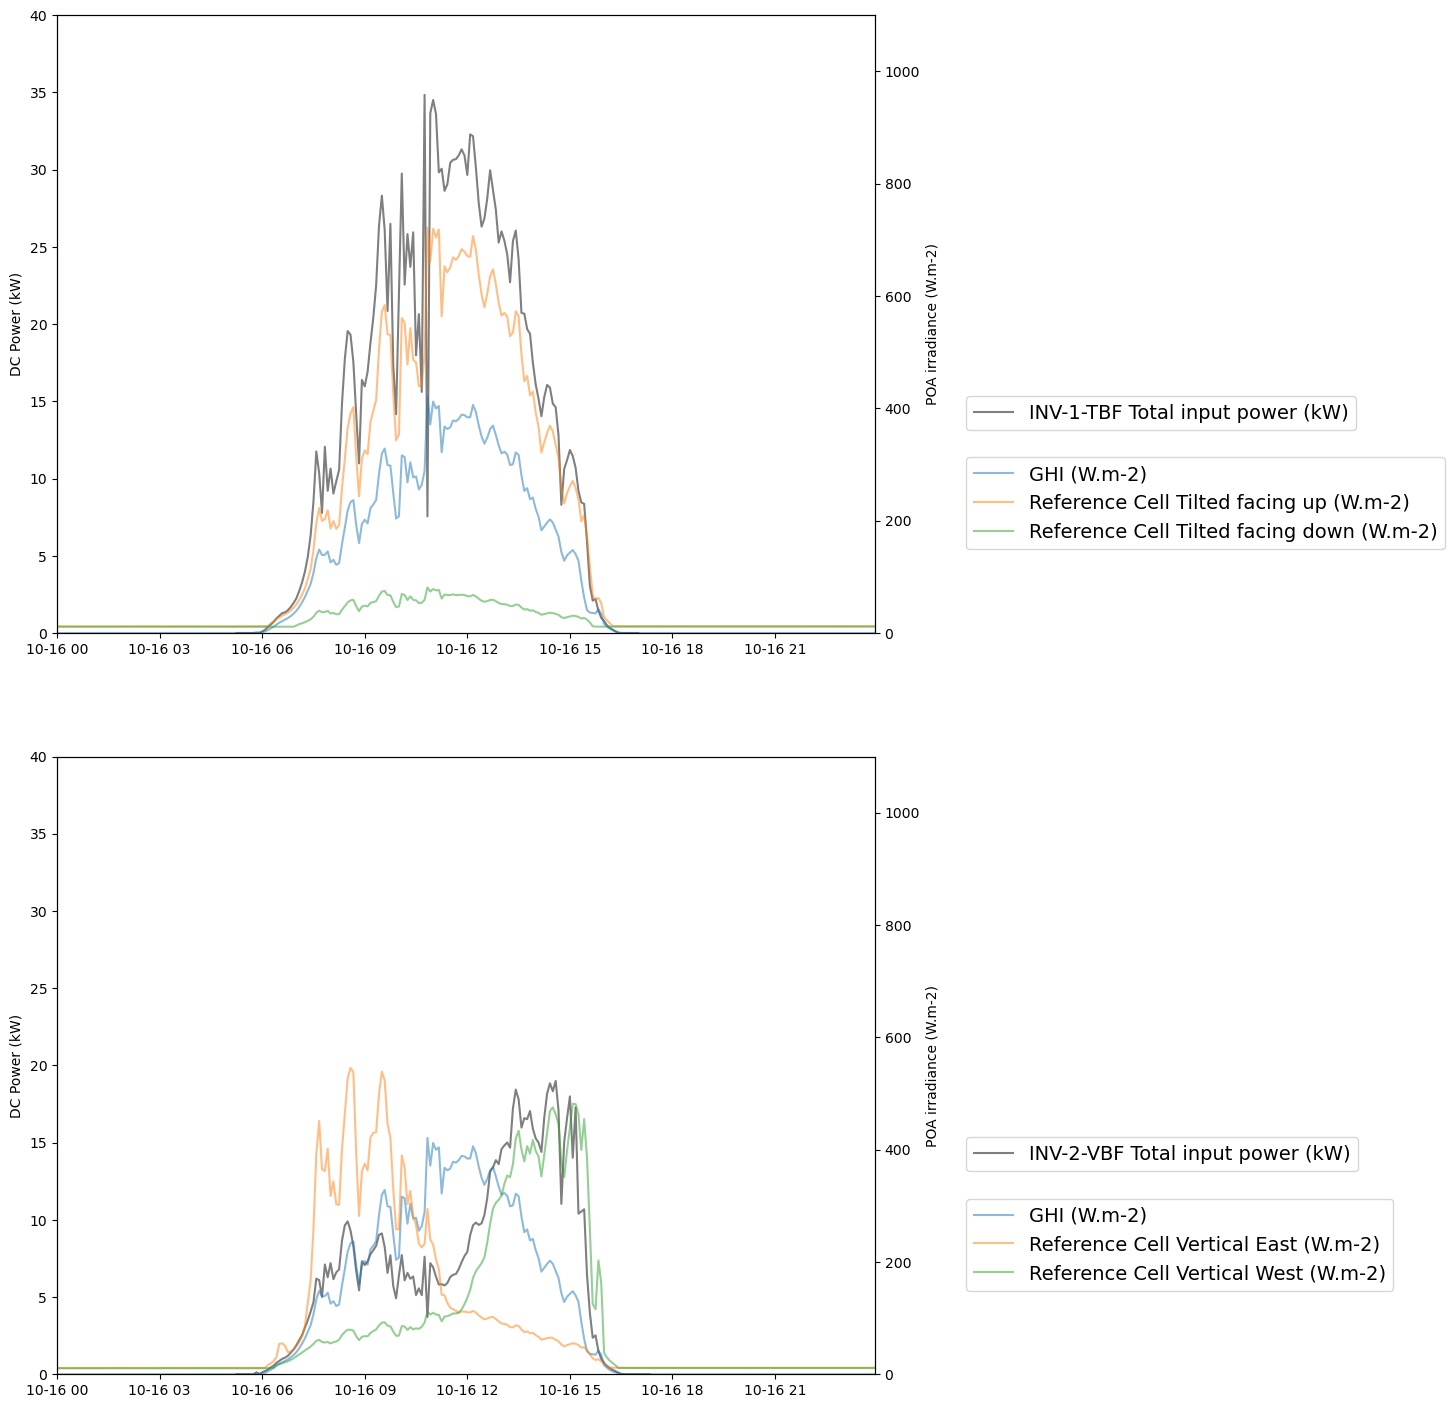 40
35
30
25
20
15
10
5
0
DC Power (kW)
1000
800
600
400
200
0
POA irradiance (W.m-2)
10-16 00 10-16 03 10-16 06 10-16 09 10-16 12 10-16 15 10-16 18 10-16 21
INV-1-TBF Total input power (kW)
GHI (W.m-2)
Reference Cell Tilted facing up (W.m-2)
Reference Cell Tilted facing down (W.m-2)
40
35
30
25
20
15
10
5
0
DC Power (kW)
1000
800
600
400
200
0
POA irradiance (W.m-2)
10-16 00 10-16 03 10-16 06 10-16 09 10-16 12 10-16 15 10-16 18 10-16 21
INV-2-VBF Total input power (kW)
GHI (W.m-2)
Reference Cell Vertical East (W.m-2)
Reference Cell Vertical West (W.m-2)